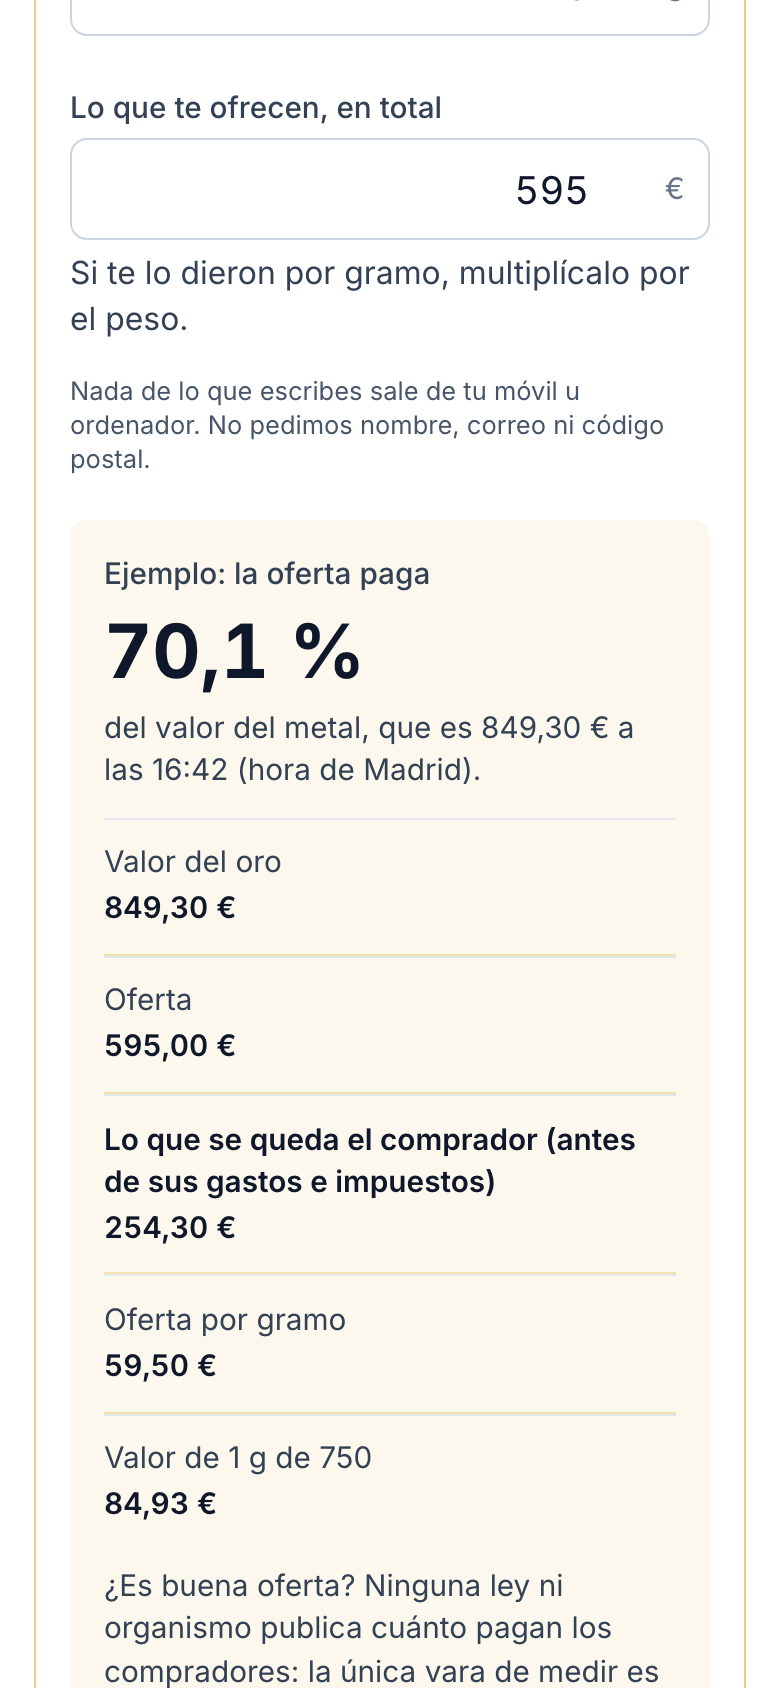 Lo que te ofrecen, en total
595 €
Si te lo dieron por gramo, multiplícalo por
el peso.
Nada de lo que escribes sale de tu móvil u
ordenador. No pedimos nombre, correo ni código
postal.
Ejemplo: la oferta paga
70,1 %
del valor del metal, que es 849,30 € a
las 16:42 (hora de Madrid).
Valor del oro
849,30 €
Oferta
595,00 €
Lo que se queda el comprador (antes
de sus gastos e impuestos)
254,30 €
Oferta por gramo
59,50 €
Valor de 1 g de 750
84,93 €
¿Es buena oferta? Ninguna ley ni
organismo publica cuánto pagan los
compradores: la única vara de medir es